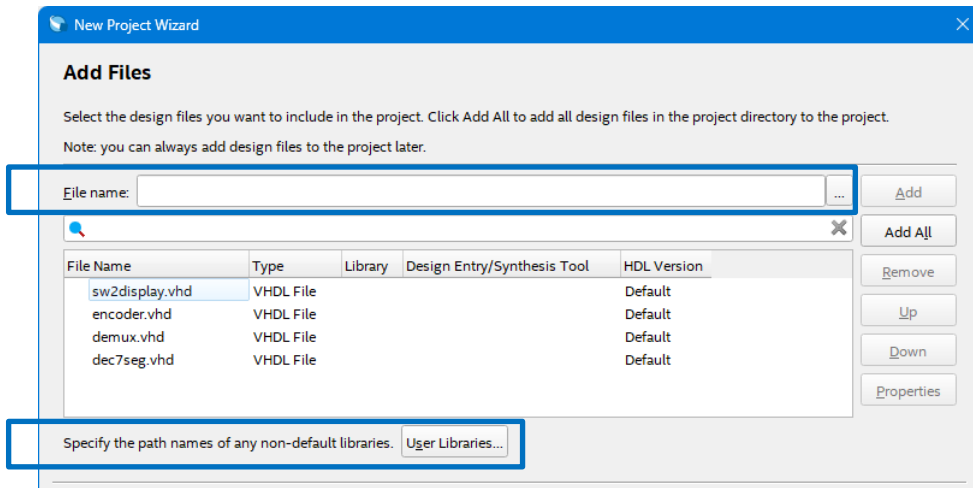 New Project Wizard
Add Files
Select the design files you want to include in the project. Click Add All to add all design files in the project directory to the project.
Note: you can always add design files to the project later.
File name: ... Add
Add All
File Name Type Library Design Entry/Synthesis Tool HDL Version
Remove
sw2display.vhd VHDL File Default
encoder.vhd VHDL File Default
Up
demux.vhd VHDL File Default
Down
dec7seg.vhd VHDL File Default
Properties
Specify the path names of any non-default libraries. User Libraries...